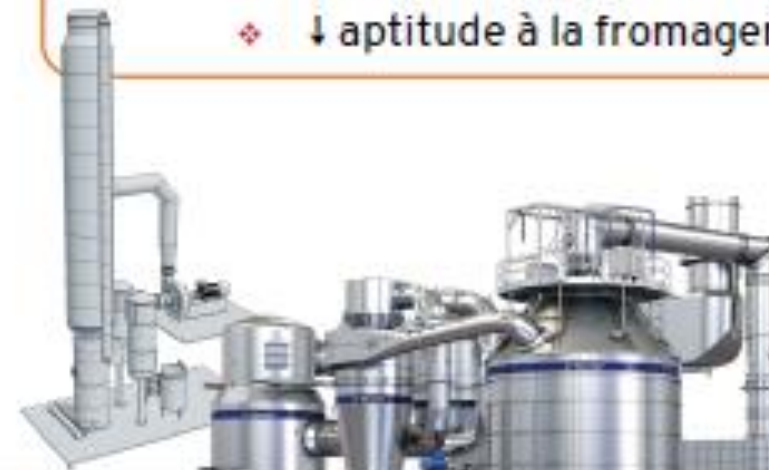 ↓ aptitude à la fromager